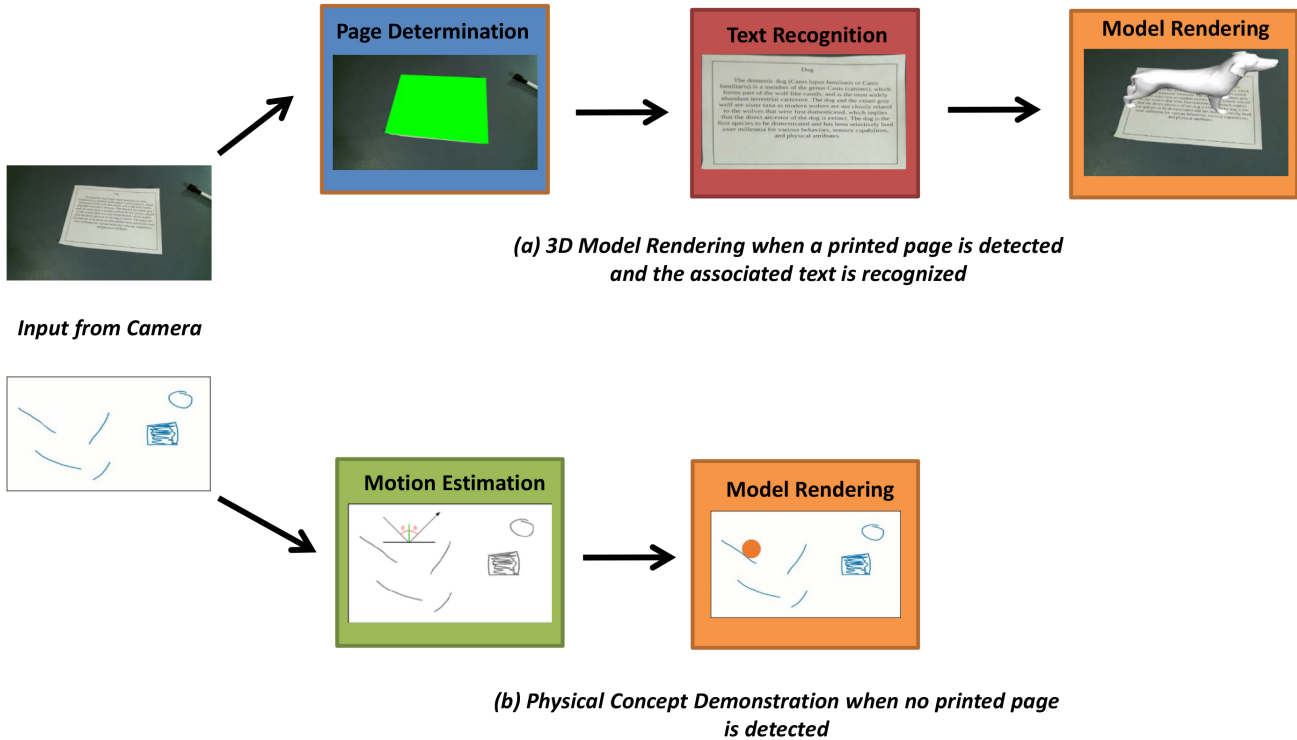 Page Determination
Text Recognition
Model Rendering
Dog
The domestic dog (Canis lupus familiaris or Canis
familiaris) is a member of the genus Canis (canines), which
forms part of the wolf-like canids, and is the most widely
abundant terrestrial carnivore. The dog and the extant gray
wolf are sister taxa as modern wolves are not closely related
to the wolves that were first domesticated, which implies
that the direct ancestor of the dog is extinct. The dog is the
first species to be domesticated and has been selectively bred
over millennia for various behaviors, sensory capabilities,
and physical attributes.
(a) 3D Model Rendering when a printed page is detected
and the associated text is recognized
Input from Camera
Motion Estimation
Model Rendering
θ θ
(b) Physical Concept Demonstration when no printed page
is detected